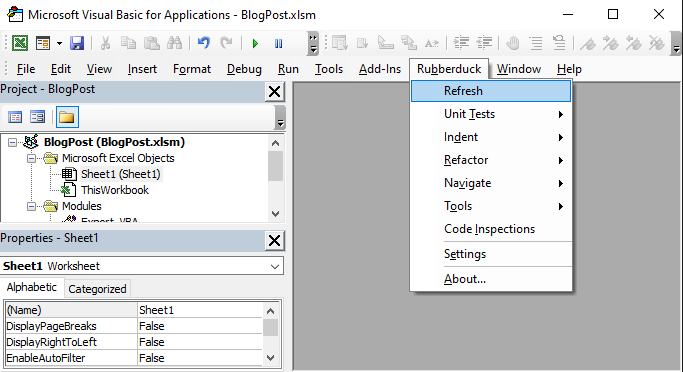 Microsoft Visual Basic for Applications - BlogPost.xlsm
File Edit View Insert Format Debug Run Tools Add-Ins Rubberduck Window Help
Project - BlogPost
BlogPost (BlogPost.xlsm)
Microsoft Excel Objects
Sheet1 (Sheet1)
ThisWorkbook
Modules
Export_VBA
Properties - Sheet1
Sheet1 Worksheet
Alphabetic Categorized
(Name) Sheet1
DisplayPageBreaks False
DisplayRightToLeft False
EnableAutoFilter False
Refresh
Unit Tests
Indent
Refactor
Navigate
Tools
Code Inspections
Settings
About...